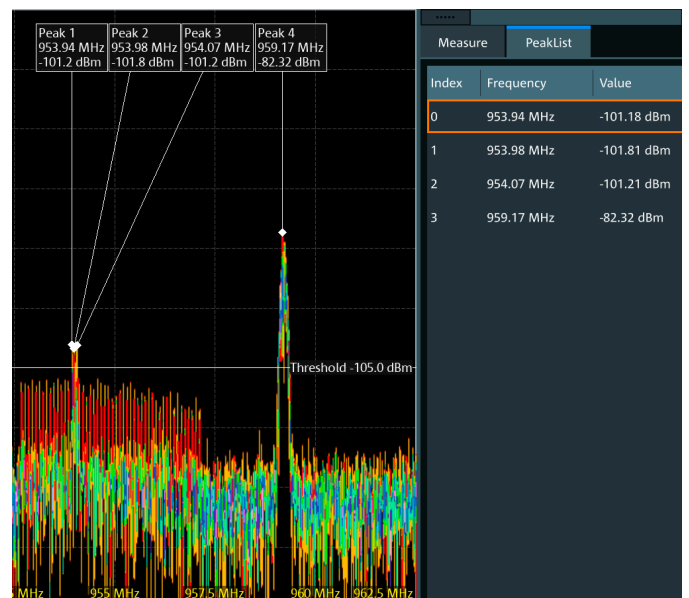 Peak 1
953.94 MHz
-101.2 dBm
Peak 2
953.98 MHz
-101.8 dBm
Peak 3
954.07 MHz
-101.2 dBm
Peak 4
959.17 MHz
-82.32 dBm
Threshold -105.0 dBm
MHz
955 MHz
957.5 MHz
960 MHz
962.5 MHz
Measure
PeakList
Index Frequency Value
0 953.94 MHz -101.18 dBm
1 953.98 MHz -101.81 dBm
2 954.07 MHz -101.21 dBm
3 959.17 MHz -82.32 dBm